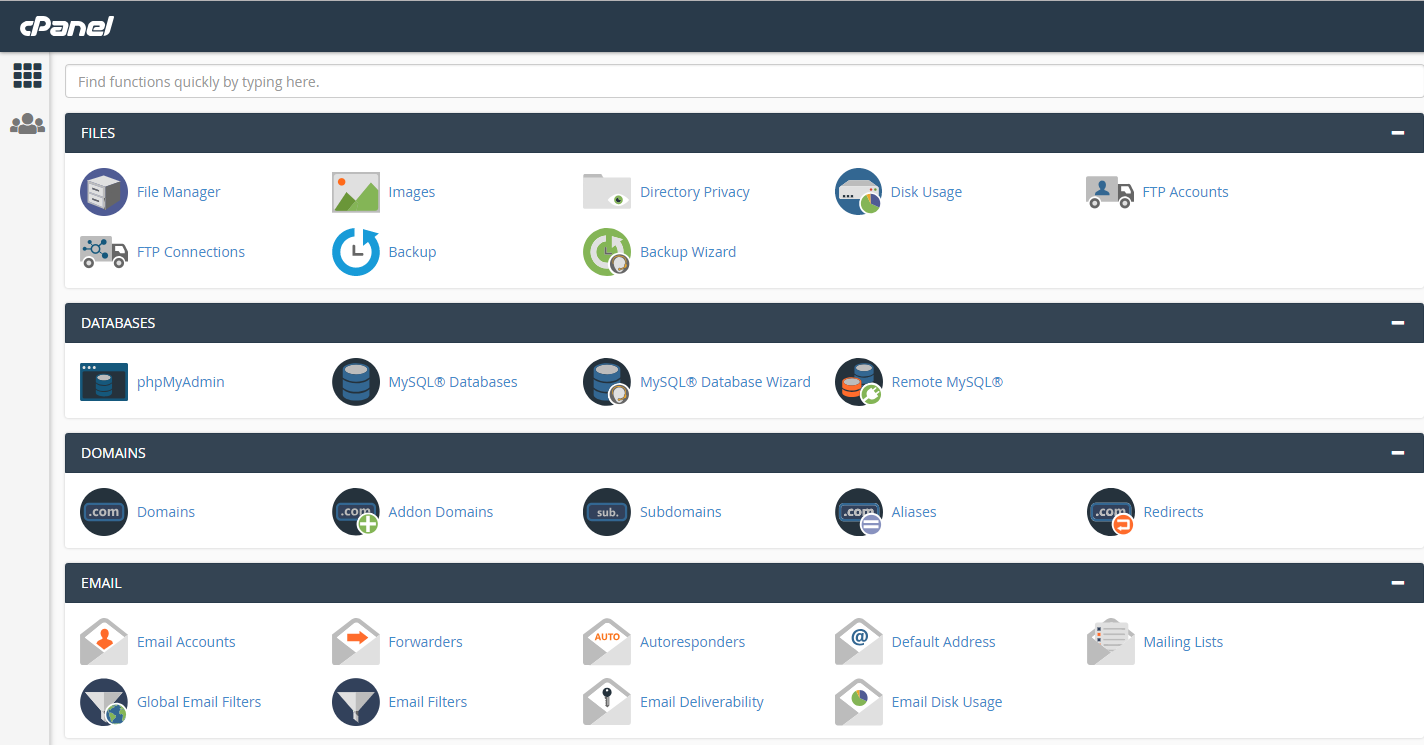 cPanel
Find functions quickly by typing here.
FILES
File Manager
Images
Directory Privacy
Disk Usage
FTP Accounts
FTP Connections
Backup
Backup Wizard
DATABASES
phpMyAdmin
MySQL® Databases
MySQL® Database Wizard
Remote MySQL®
DOMAINS
.com Domains
.com Addon Domains
sub. Subdomains
.com Aliases
.com Redirects
EMAIL
Email Accounts
Forwarders
AUTO Autoresponders
@ Default Address
Mailing Lists
Global Email Filters
Email Filters
Email Deliverability
Email Disk Usage